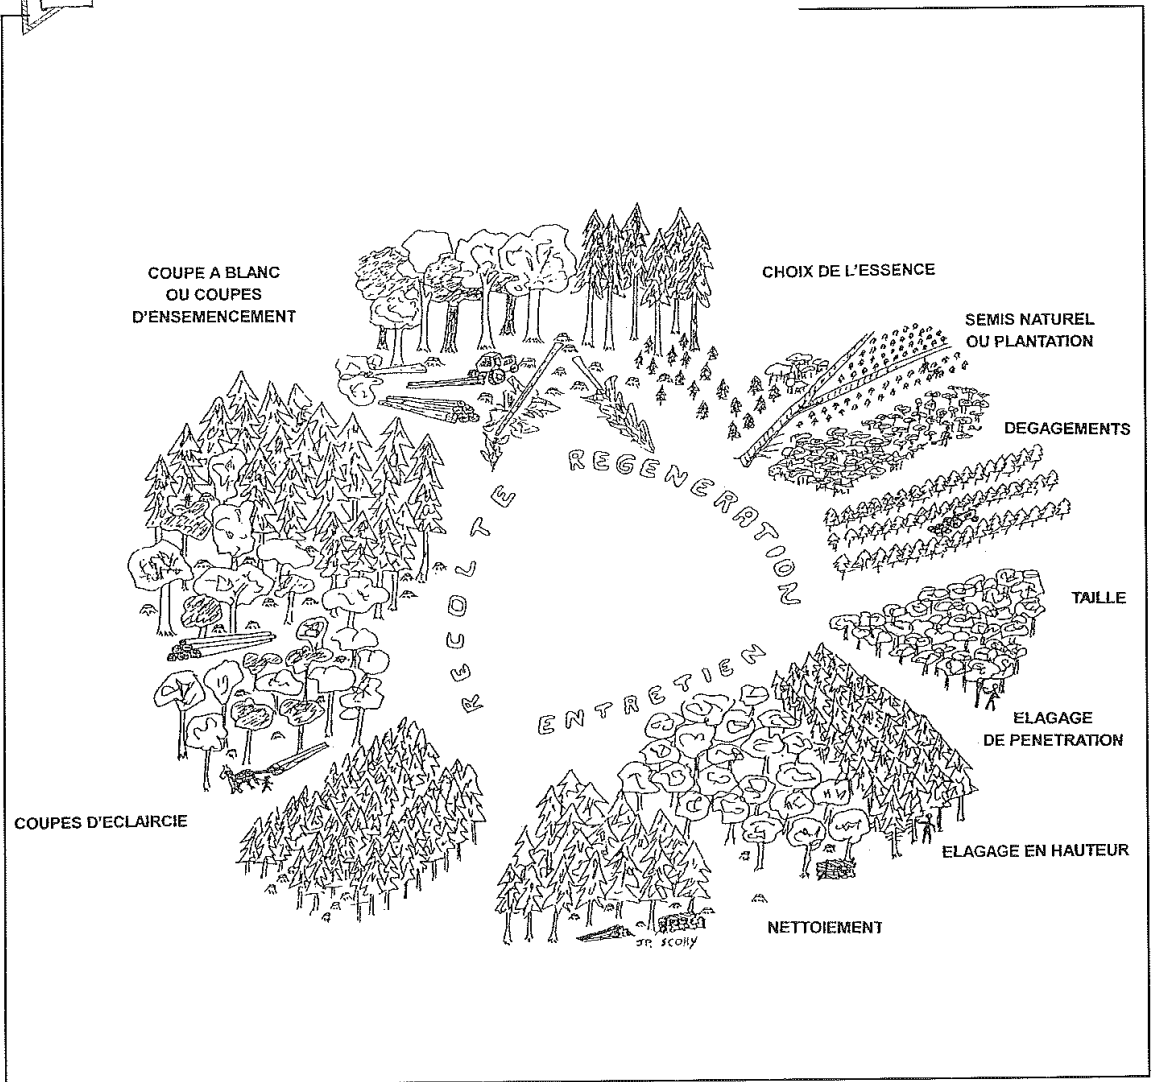 COUPE A BLANC
OU COUPES
D'ENSEMENCEMENT
CHOIX DE L'ESSENCE
SEMIS NATUREL
OU PLANTATION
DEGAGEMENTS
TAILLE
ELAGAGE
DE PENETRATION
ELAGAGE EN HAUTEUR
NETTOIEMENT
COUPES D'ECLAIRCIE
REGENERATION
ENTRETIEN
RECOLTE
JP. SCOHY